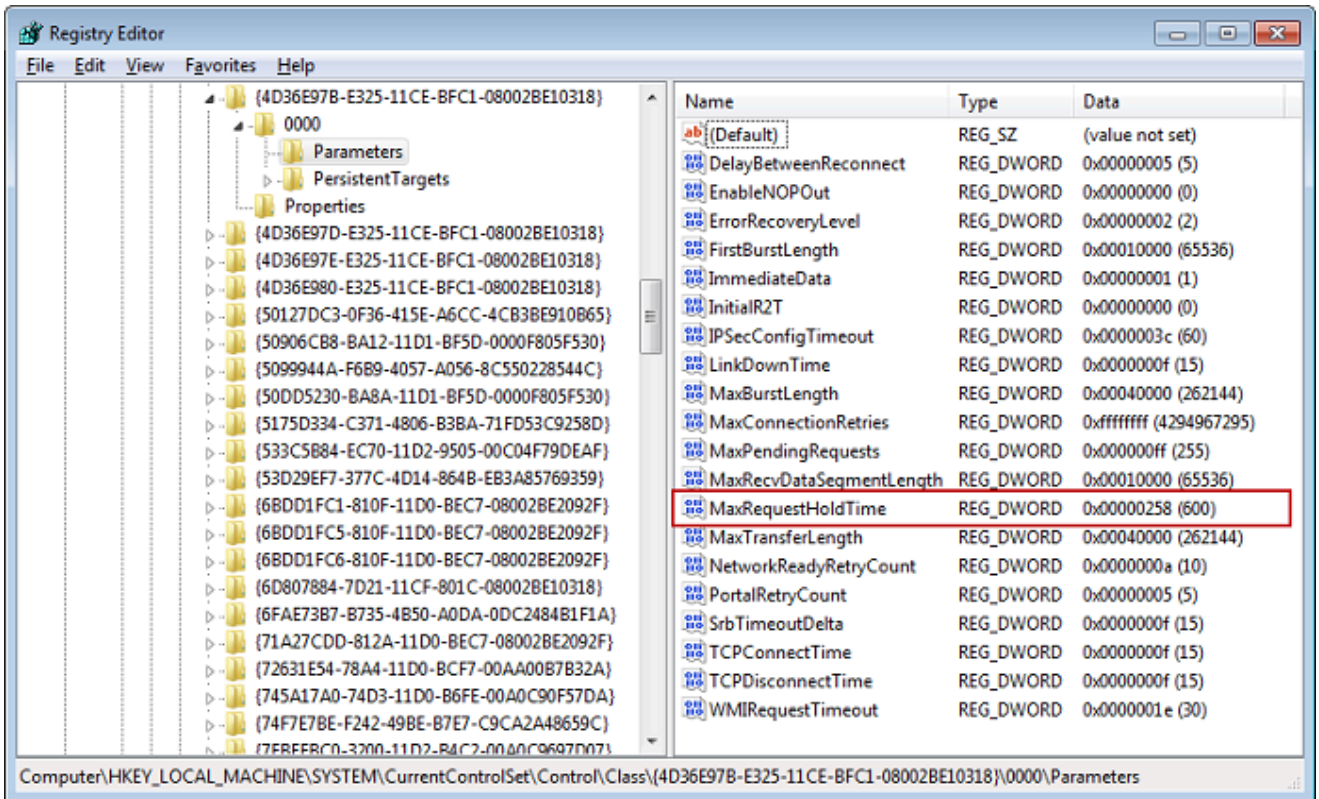 Registry Editor
File Edit View Favorites Help
{4D36E97B-E325-11CE-BFC1-08002BE10318}
0000
Parameters
PersistentTargets
Properties
{4D36E97D-E325-11CE-BFC1-08002BE10318}
{4D36E97E-E325-11CE-BFC1-08002BE10318}
{4D36E980-E325-11CE-BFC1-08002BE10318}
{50127DC3-0F36-415E-A6CC-4CB3BE910B65}
{50906CB8-BA12-11D1-BF5D-0000F805F530}
{5099944A-F6B9-4057-A056-8C550228544C}
{50DD5230-BA8A-11D1-BF5D-0000F805F530}
{5175D334-C371-4806-B3BA-71FD53C9258D}
{533C5B84-EC70-11D2-9505-00C04F79DEAF}
{53D29EF7-377C-4D14-864B-EB3A85769359}
{6BDD1FC1-810F-11D0-BEC7-08002BE2092F}
{6BDD1FC5-810F-11D0-BEC7-08002BE2092F}
{6BDD1FC6-810F-11D0-BEC7-08002BE2092F}
{6D807884-7D21-11CF-801C-08002BE10318}
{6FAE73B7-B735-4B50-A0DA-0DC2484B1F1A}
{71A27CDD-812A-11D0-BEC7-08002BE2092F}
{72631E54-78A4-11D0-BCF7-00AA00B7B32A}
{745A17A0-74D3-11D0-B6FE-00A0C90F57DA}
{74F7E7BE-F242-49BE-B7E7-C9CA2A48659C}
{7EBEFBC0-3200-11D2-B4C2-00A0C9697D07}
Name Type Data
(Default) REG_SZ (value not set)
DelayBetweenReconnect REG_DWORD 0x00000005 (5)
EnableNOPOut REG_DWORD 0x00000000 (0)
ErrorRecoveryLevel REG_DWORD 0x00000002 (2)
FirstBurstLength REG_DWORD 0x00010000 (65536)
ImmediateData REG_DWORD 0x00000001 (1)
InitialR2T REG_DWORD 0x00000000 (0)
IPSecConfigTimeout REG_DWORD 0x0000003c (60)
LinkDownTime REG_DWORD 0x0000000f (15)
MaxBurstLength REG_DWORD 0x00040000 (262144)
MaxConnectionRetries REG_DWORD 0xffffffff (4294967295)
MaxPendingRequests REG_DWORD 0x000000ff (255)
MaxRecvDataSegmentLength REG_DWORD 0x00010000 (65536)
MaxRequestHoldTime REG_DWORD 0x00000258 (600)
MaxTransferLength REG_DWORD 0x00040000 (262144)
NetworkReadyRetryCount REG_DWORD 0x0000000a (10)
PortalRetryCount REG_DWORD 0x00000005 (5)
SrbTimeoutDelta REG_DWORD 0x0000000f (15)
TCPConnectTime REG_DWORD 0x0000000f (15)
TCPDisconnectTime REG_DWORD 0x0000000f (15)
WMIRequestTimeout REG_DWORD 0x0000001e (30)
Computer\HKEY_LOCAL_MACHINE\SYSTEM\CurrentControlSet\Control\Class\{4D36E97B-E325-11CE-BFC1-08002BE10318}\0000\Parameters